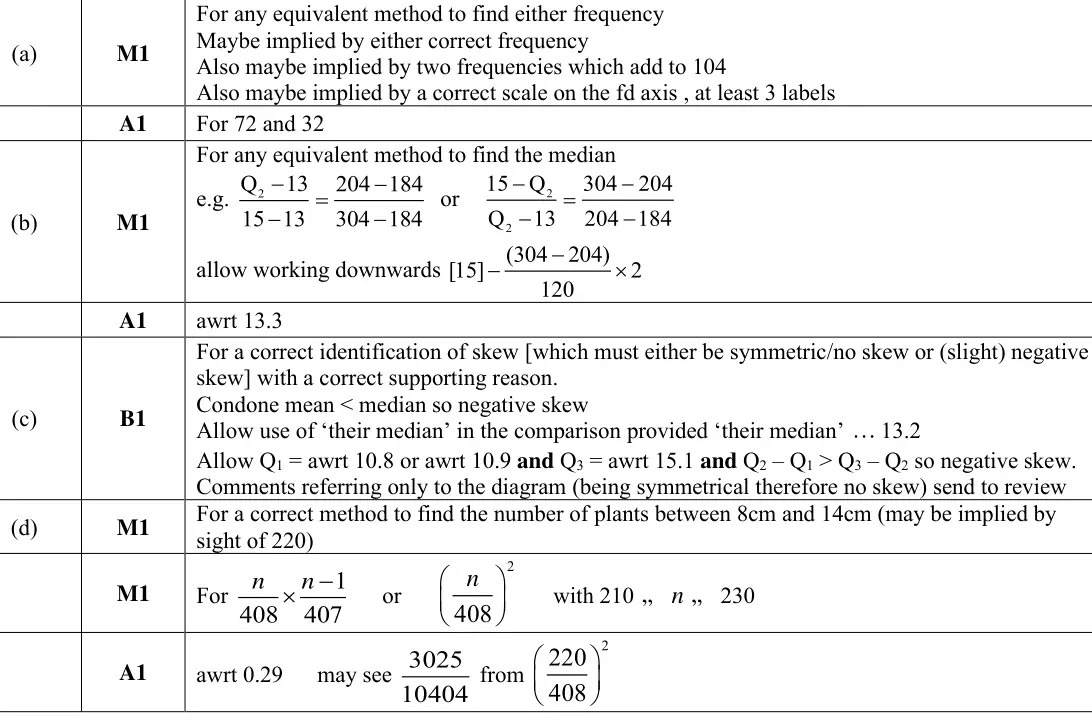 (a) M1 For any equivalent method to find either frequency
Maybe implied by either correct frequency
Also maybe implied by two frequencies which add to 104
Also maybe implied by a correct scale on the fd axis , at least 3 labels
A1 For 72 and 32
(b) M1 For any equivalent method to find the median
e.g. (Q₂ − 13)/(15 − 13) = (204 − 184)/(304 − 184) or (15 − Q₂)/(Q₂ − 13) = (304 − 204)/(204 − 184)
allow working downwards [15] − (304 − 204)/120 × 2
A1 awrt 13.3
(c) B1 For a correct identification of skew [which must either be symmetric/no skew or (slight) negative
skew] with a correct supporting reason.
Condone mean < median so negative skew
Allow use of ‘their median’ in the comparison provided ‘their median’ … 13.2
Allow Q₁ = awrt 10.8 or awrt 10.9 and Q₃ = awrt 15.1 and Q₂ – Q₁ > Q₃ – Q₂ so negative skew.
Comments referring only to the diagram (being symmetrical therefore no skew) send to review
(d) M1 For a correct method to find the number of plants between 8cm and 14cm (may be implied by
sight of 220)
M1 For n/408 × (n − 1)/407 or (n/408)² with 210 ,, n ,, 230
A1 awrt 0.29 may see 3025/10404 from (220/408)²